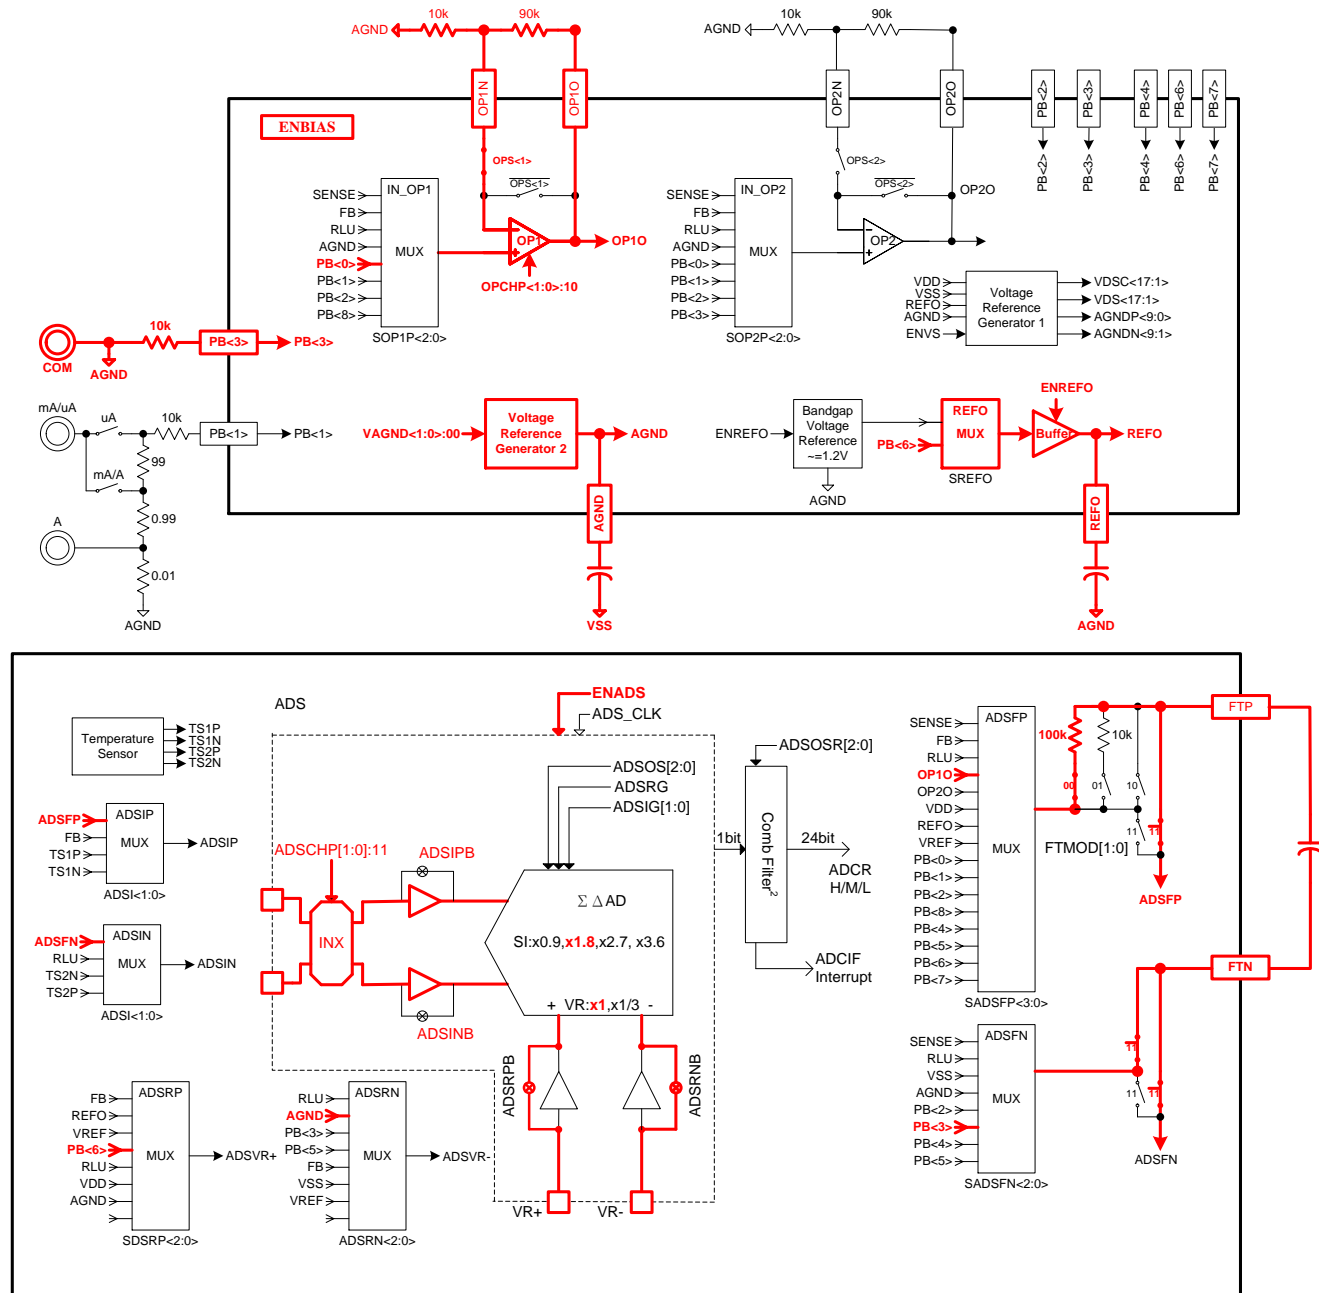 10k
90k
AGND
10k
90k
AGND
OP1N
OP1O
OP2N
OP2O
PB<2>
PB<3>
PB<4>
PB<6>
PB<7>
ENBIAS
OPS<1>
OPS<1>
OPS<2>
OPS<2>
PB<2>
PB<3>
PB<4>
PB<6>
PB<7>
IN_OP1
SENSE
FB
RLU
AGND
MUX
PB<0>
PB<1>
PB<2>
PB<8>
SOP1P<2:0>
OP1
OP1O
OPCHP<1:0>:10
IN_OP2
SENSE
FB
RLU
AGND
MUX
PB<0>
PB<1>
PB<2>
PB<3>
SOP2P<2:0>
OP2
OP2O
VDD
VSS
REFO
AGND
ENVS
Voltage
Reference
Generator 1
VDSC<17:1>
VDS<17:1>
AGNDP<9:0>
AGNDN<9:1>
10k
PB<3>
PB<3>
COM
AGND
mA/uA
uA
10k
PB<1>
PB<1>
99
mA/A
0.99
A
0.01
AGND
VAGND<1:0>:00
Voltage
Reference
Generator 2
AGND
AGND
VSS
ENREFO
Bandgap
Voltage
Reference
~=1.2V
AGND
PB<6>
REFO
MUX
SREFO
ENREFO
Buffer
REFO
REFO
AGND
ADS
ENADS
ADS_CLK
Temperature
Sensor
TS1P
TS1N
TS2P
TS2N
ADSOS[2:0]
ADSRG
ADSIG[1:0]
ADSOSR[2:0]
ADSIP
ADSFP
FB
TS1P
TS1N
MUX
ADSIP
ADSI<1:0>
ADSIN
ADSFN
RLU
TS2N
TS2P
MUX
ADSIN
ADSI<1:0>
ADSCHP[1:0]:11
INX
ADSIPB
ADSINB
Σ Δ AD
SI:x0.9,x1.8,x2.7, x3.6
+ VR:x1,x1/3 -
1bit
Comb Filter²
24bit
ADCR
H/M/L
ADCIF
Interrupt
ADSRPB
ADSRNB
VR+
VR-
ADSRP
FB
REFO
VREF
PB<6>
RLU
VDD
AGND
MUX
ADSVR+
SDSRP<2:0>
ADSRN
RLU
AGND
PB<3>
PB<5>
FB
VSS
VREF
MUX
ADSVR-
ADSRN<2:0>
ADSFP
SENSE
FB
RLU
OP1O
OP2O
VDD
REFO
VREF
PB<0>
PB<1>
PB<2>
PB<8>
PB<4>
PB<5>
PB<6>
PB<7>
MUX
SADSFP<3:0>
100k
10k
00
01
10
11
11
FTMOD[1:0]
ADSFP
FTP
ADSFN
SENSE
RLU
VSS
AGND
PB<2>
PB<3>
PB<4>
PB<5>
MUX
SADSFN<2:0>
11
11
11
ADSFN
FTN